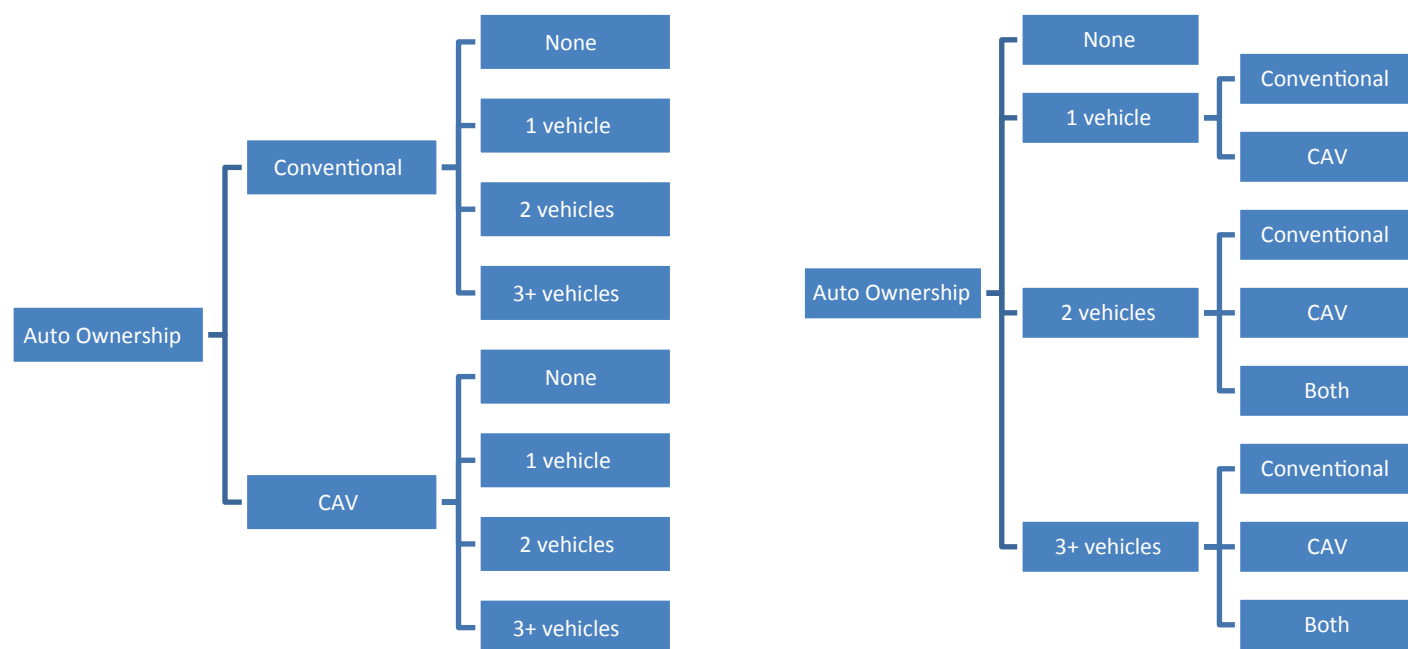 Auto Ownership
Conventional
None
1 vehicle
2 vehicles
3+ vehicles
CAV
None
1 vehicle
2 vehicles
3+ vehicles
Auto Ownership
None
1 vehicle
Conventional
CAV
2 vehicles
Conventional
CAV
Both
3+ vehicles
Conventional
CAV
Both